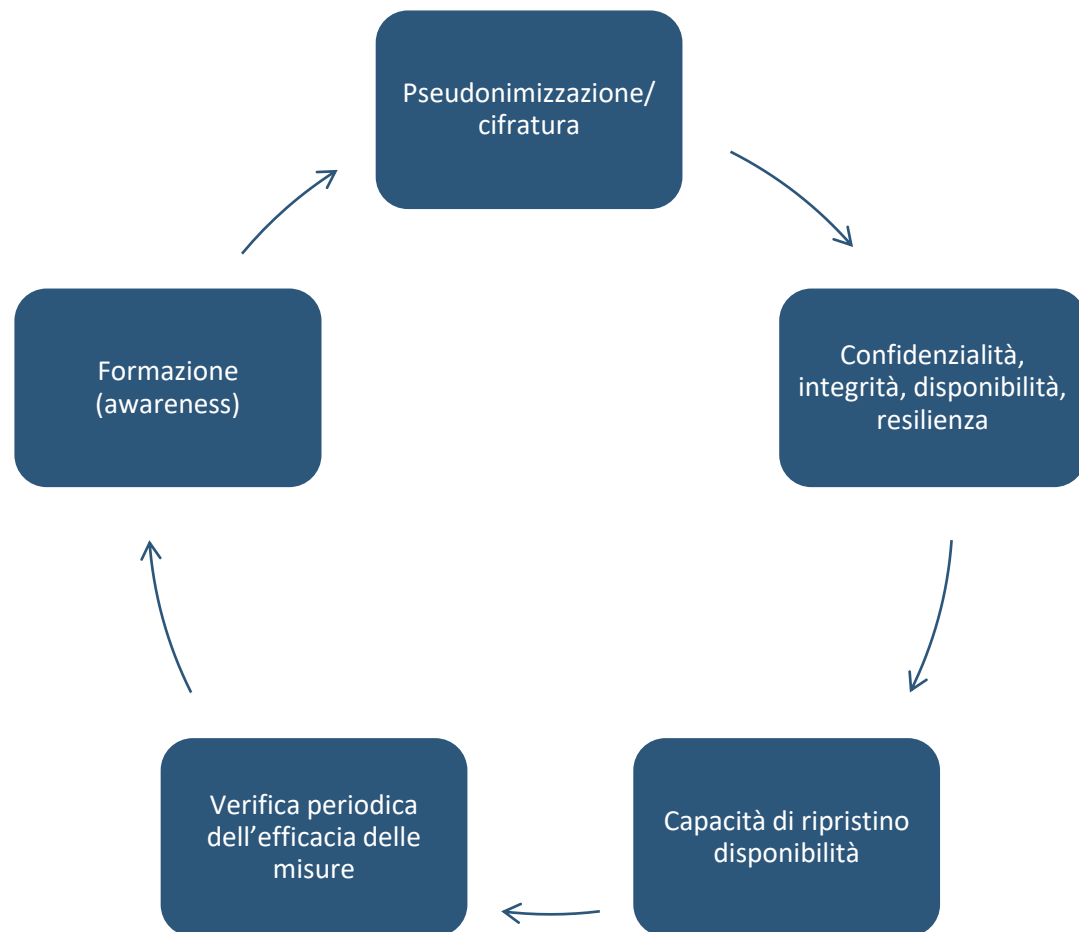 Pseudonimizzazione/
cifratura
Confidenzialità,
integrità, disponibilità,
resilienza
Capacità di ripristino
disponibilità
Verifica periodica
dell’efficacia delle
misure
Formazione
(awareness)